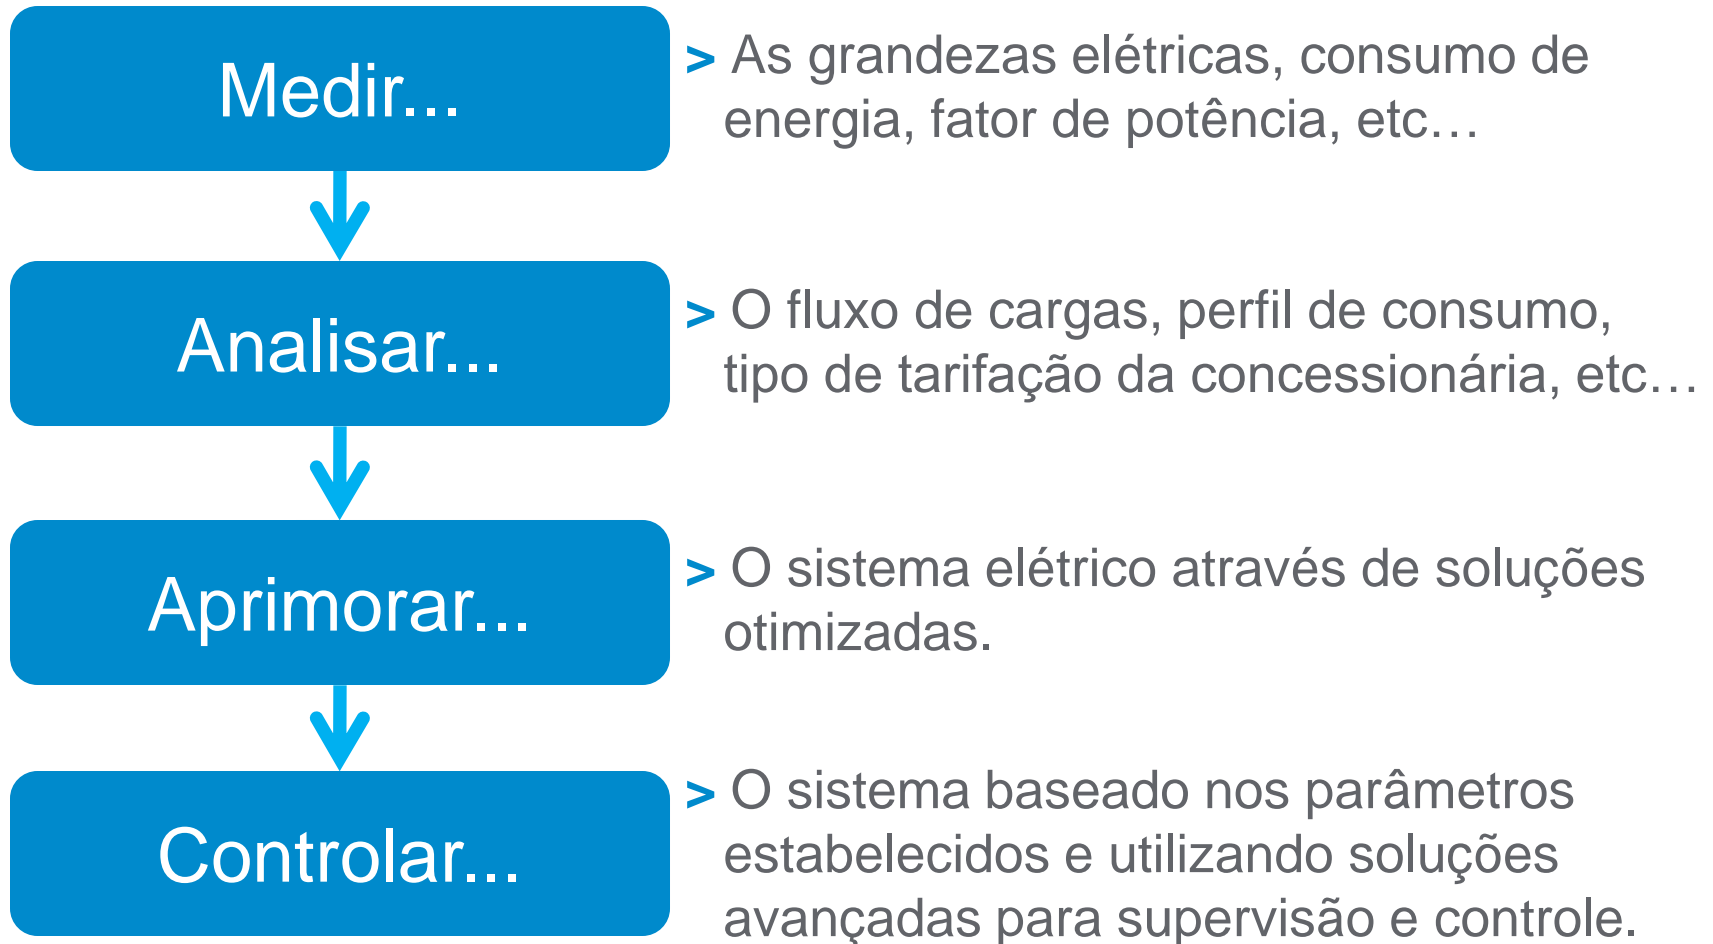 Medir...
> As grandezas elétricas, consumo de
energia, fator de potência, etc…
Analisar...
> O fluxo de cargas, perfil de consumo,
tipo de tarifação da concessionária, etc…
Aprimorar...
> O sistema elétrico através de soluções
otimizadas.
Controlar...
> O sistema baseado nos parâmetros
estabelecidos e utilizando soluções
avançadas para supervisão e controle.